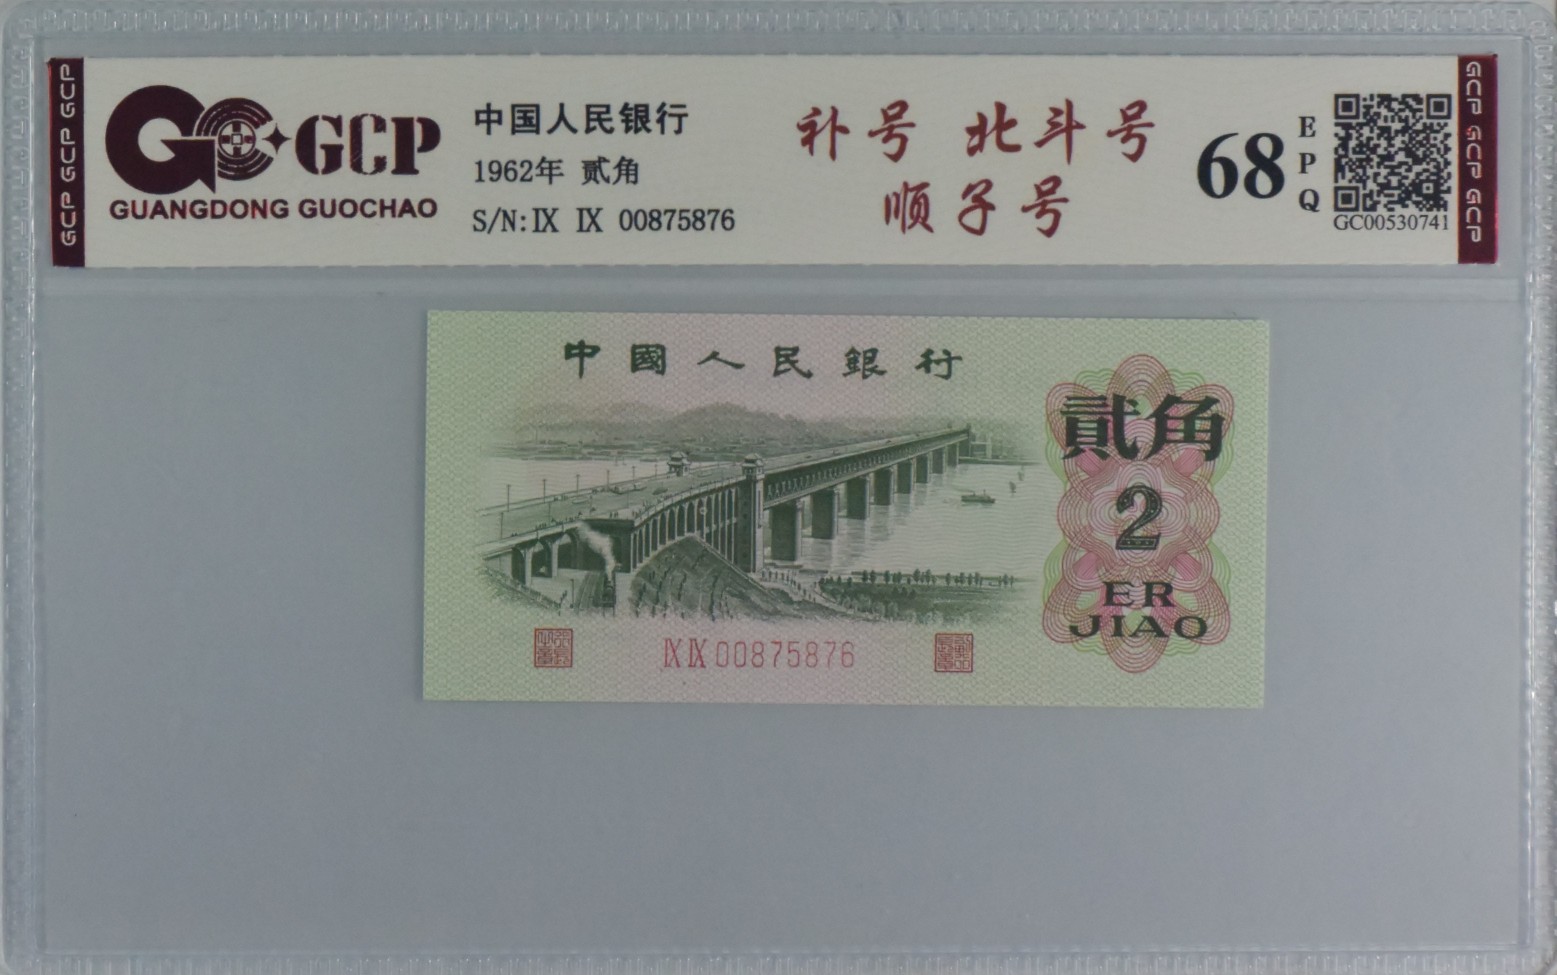 GCP GCP GCP
GCP
GUANGDONG GUOCHAO
中国人民银行
1962年 贰角
S/N:IX IX 00875876
补号 北斗号
顺子号
68
EPQ
GC00530741
GCP GCP GCP
中國人民銀行
貳角
2
ER
JIAO
IX IX 00875876